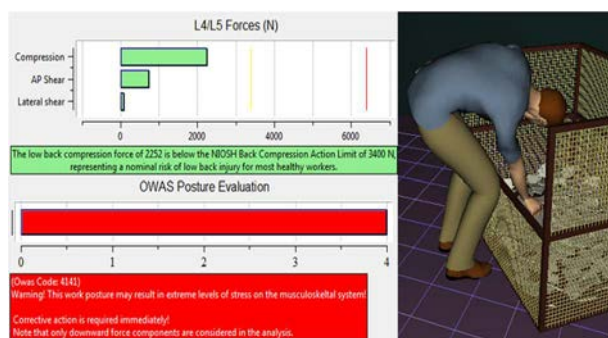 L4/L5 Forces (N)
Compression
AP Shear
Lateral shear
0 2000 4000 6000
The low back compression force of 2252 is below the NIOSH Back Compression Action Limit of 3400 N,
representing a nominal risk of low back injury for most healthy workers.
OWAS Posture Evaluation
0 1 2 3 4
(Owas Code: 4141)
Warning! This work posture may result in extreme levels of stress on the musculoskeltal system!
Corrective action is required immediately!
Note that only downward force components are considered in the analysis.